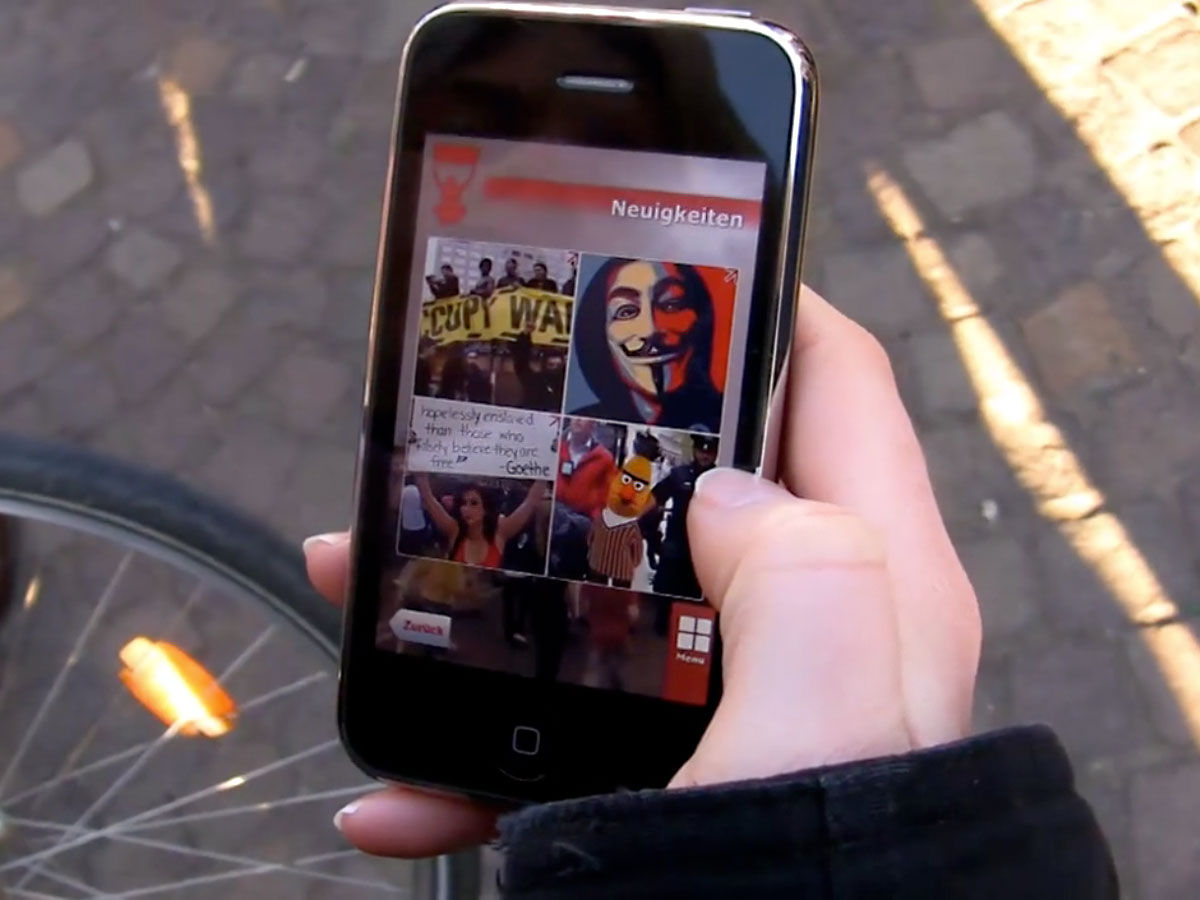 Neuigkeiten
CCUPY WA
hopelessly enslaved
than those who
falsely believe they are
free"
-Goethe
Zurück
Menu